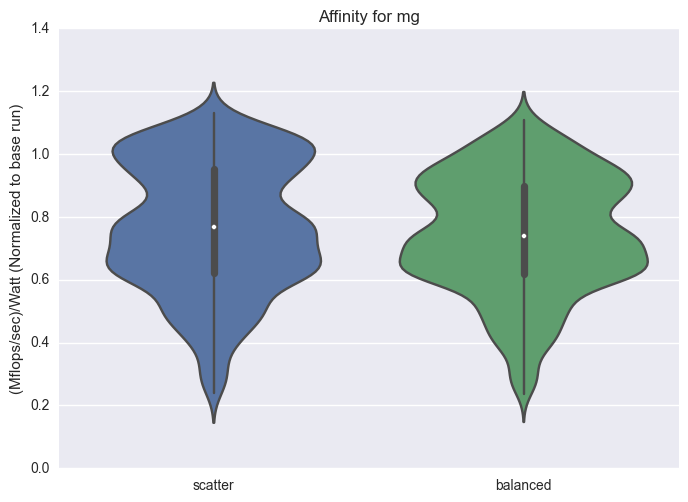 Affinity for mg
(Mflops/sec)/Watt (Normalized to base run)
1.4
1.2
1.0
0.8
0.6
0.4
0.2
0.0
scatter balanced